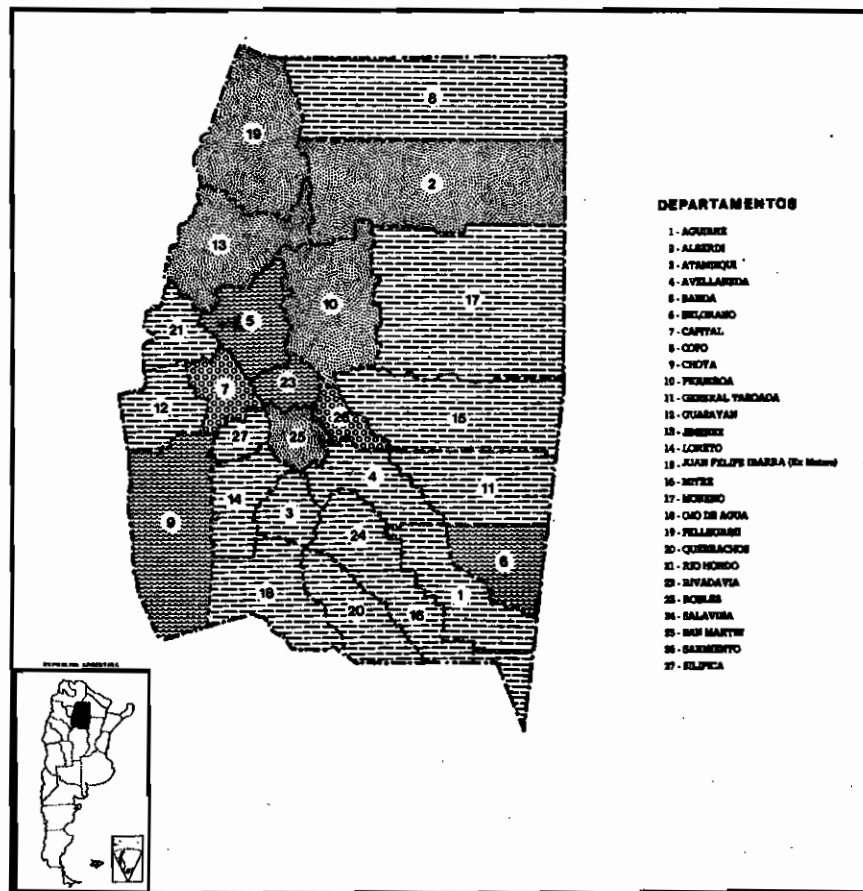 8
19
2
13
10
17
5
21
7
23
12
26
15
27
25
4
11
14
9
3
24
6
1
18
20
16
DEPARTAMENTOS
1 - AGUIRRE
2 - ALBERDI
3 - ATAMISQUI
4 - AVELLANEDA
5 - BANDA
6 - BELGRANO
7 - CAPITAL
8 - COPO
9 - CHOYA
10 - FIGUEROA
11 - GENERAL TABOADA
12 - GUASAYAN
13 - JIMENEZ
14 - LORETO
15 - JUAN FELIPE IBARRA (Ex Matara)
16 - MITRE
17 - MORENO
18 - OJO DE AGUA
19 - PELLEGRINI
20 - QUEBRACHOS
21 - RIO HONDO
22 - RIVADAVIA
23 - ROBLES
24 - SALAVINA
25 - SAN MARTIN
26 - SARMIENTO
27 - SILIPICA
REPUBLICA ARGENTINA